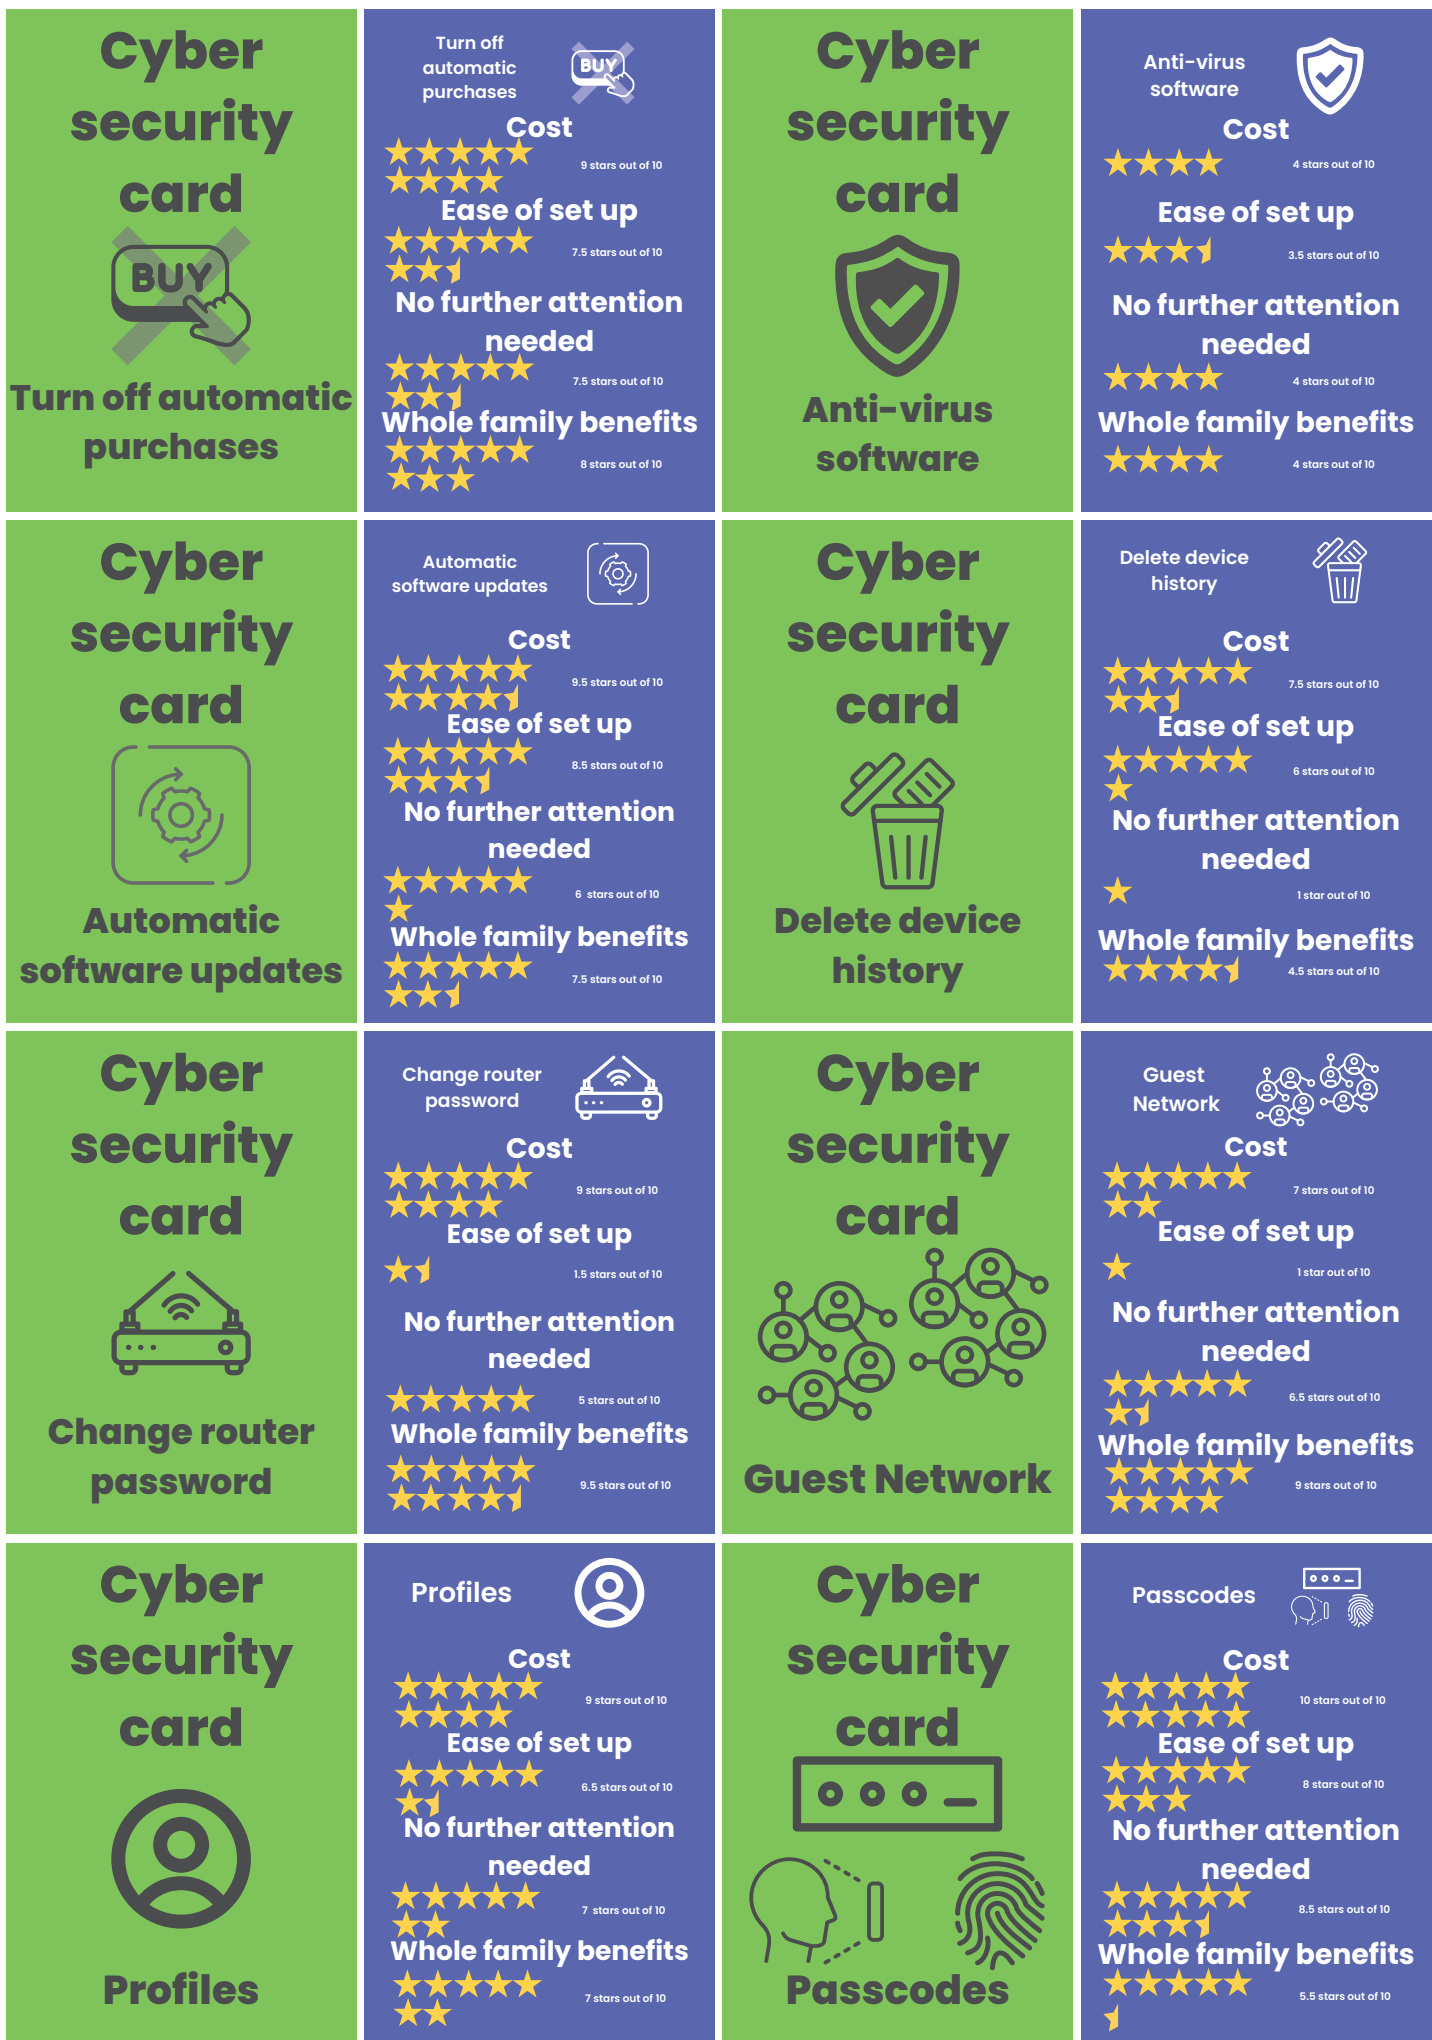 Cyber
security
card
BUY
Turn off automatic
purchases
Turn off
automatic
purchases
BUY
Cost
9 stars out of 10
Ease of set up
7.5 stars out of 10
No further attention
needed
7.5 stars out of 10
Whole family benefits
8 stars out of 10
Cyber
security
card
Anti-virus
software
Anti-virus
software
Cost
4 stars out of 10
Ease of set up
3.5 stars out of 10
No further attention
needed
4 stars out of 10
Whole family benefits
4 stars out of 10
Cyber
security
card
Automatic
software updates
Automatic
software updates
Cost
9.5 stars out of 10
Ease of set up
8.5 stars out of 10
No further attention
needed
6 stars out of 10
Whole family benefits
7.5 stars out of 10
Cyber
security
card
Delete device
history
Delete device
history
Cost
7.5 stars out of 10
Ease of set up
6 stars out of 10
No further attention
needed
1 star out of 10
Whole family benefits
4.5 stars out of 10
Cyber
security
card
Change router
password
Change router
password
Cost
9 stars out of 10
Ease of set up
1.5 stars out of 10
No further attention
needed
5 stars out of 10
Whole family benefits
9.5 stars out of 10
Cyber
security
card
Guest Network
Guest
Network
Cost
7 stars out of 10
Ease of set up
1 star out of 10
No further attention
needed
6.5 stars out of 10
Whole family benefits
9 stars out of 10
Cyber
security
card
Profiles
Profiles
Cost
9 stars out of 10
Ease of set up
6.5 stars out of 10
No further attention
needed
7 stars out of 10
Whole family benefits
7 stars out of 10
Cyber
security
card
Passcodes
Passcodes
Cost
10 stars out of 10
Ease of set up
8 stars out of 10
No further attention
needed
8.5 stars out of 10
Whole family benefits
5.5 stars out of 10